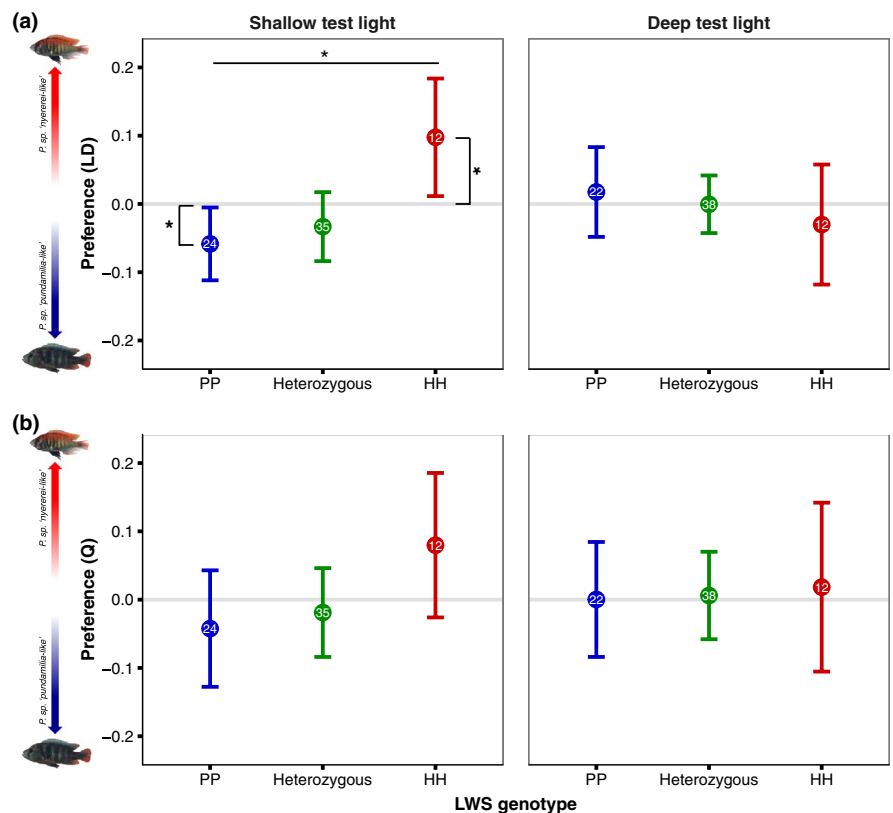 (a)
Shallow test light
Deep test light
P. sp. 'nyererei-like'
P. sp. 'pundamilia-like'
Preference (LD)
0.2
0.1
0.0
−0.1
−0.2
*
*
*
24
35
12
22
38
12
PP
Heterozygous
HH
PP
Heterozygous
HH
(b)
P. sp. 'nyererei-like'
P. sp. 'pundamilia-like'
Preference (Q)
0.2
0.1
0.0
−0.1
−0.2
24
35
12
22
38
12
PP
Heterozygous
HH
PP
Heterozygous
HH
LWS genotype